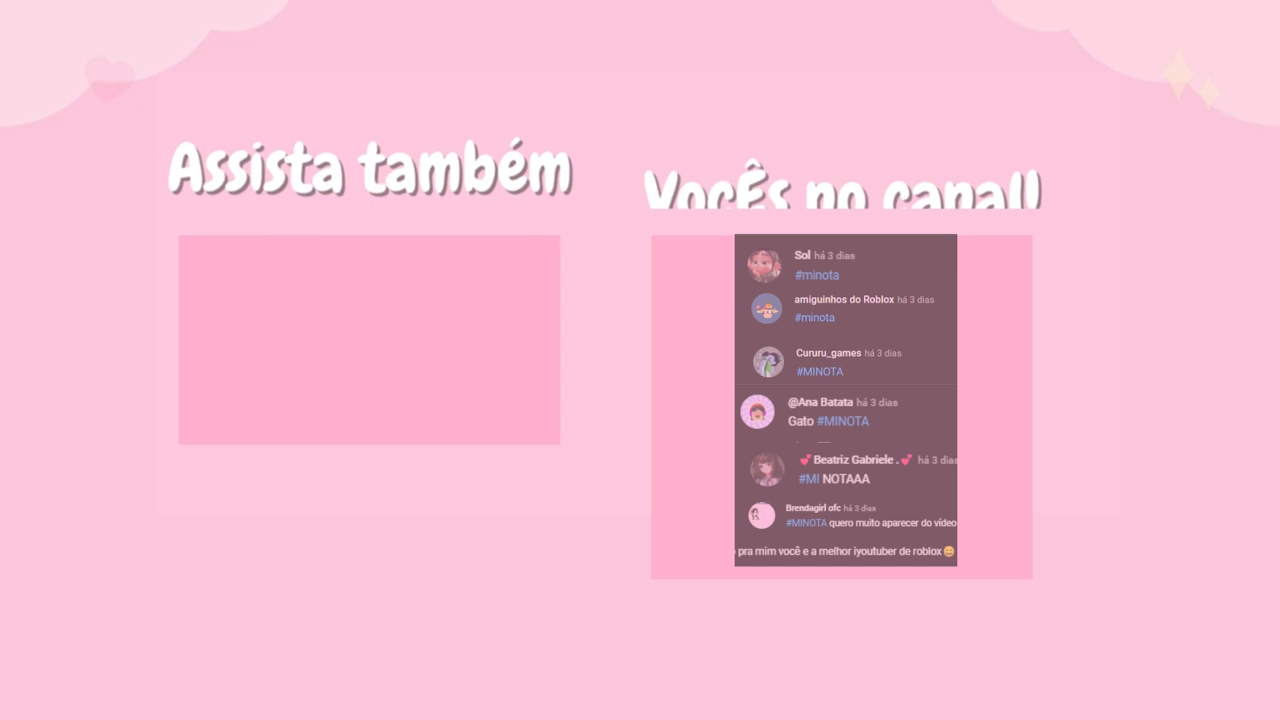 Assista também
VocÊs no canal!
Sol há 3 dias
#minota
amiguinhos do Roblox há 3 dias
#minota
Cururu_games há 3 dias
#MINOTA
@Ana Batata há 3 dias
Gato #MINOTA
💕Beatriz Gabriele .💕 há 3 dias
#MI NOTAAA
Brendagirl ofc há 3 dias
#MINOTA quero muito aparecer do vídeo
pra mim você e a melhor iyoutuber de roblox😄